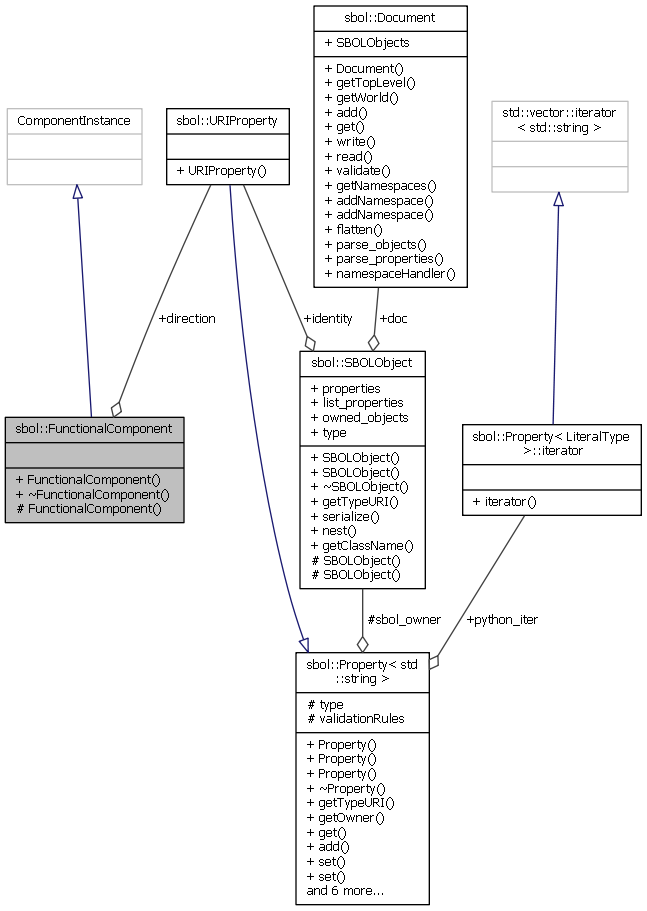 sbol::Document
+ SBOLObjects
+ Document()
+ getTopLevel()
+ getWorld()
+ add()
+ get()
+ write()
+ read()
+ validate()
+ getNamespaces()
+ addNamespace()
+ addNamespace()
+ flatten()
+ parse_objects()
+ parse_properties()
+ namespaceHandler()
ComponentInstance
sbol::URIProperty
+ URIProperty()
std::vector::iterator
< std::string >
+direction
+identity
+doc
sbol::SBOLObject
+ properties
+ list_properties
+ owned_objects
+ type
+ SBOLObject()
+ SBOLObject()
+ ~SBOLObject()
+ getTypeURI()
+ serialize()
+ nest()
+ getClassName()
# SBOLObject()
# SBOLObject()
sbol::FunctionalComponent
+ FunctionalComponent()
+ ~FunctionalComponent()
# FunctionalComponent()
sbol::Property< LiteralType
>::iterator
+ iterator()
#sbol_owner
+python_iter
sbol::Property< std
::string >
# type
# validationRules
+ Property()
+ Property()
+ Property()
+ ~Property()
+ getTypeURI()
+ getOwner()
+ get()
+ add()
+ set()
+ set()
and 6 more...